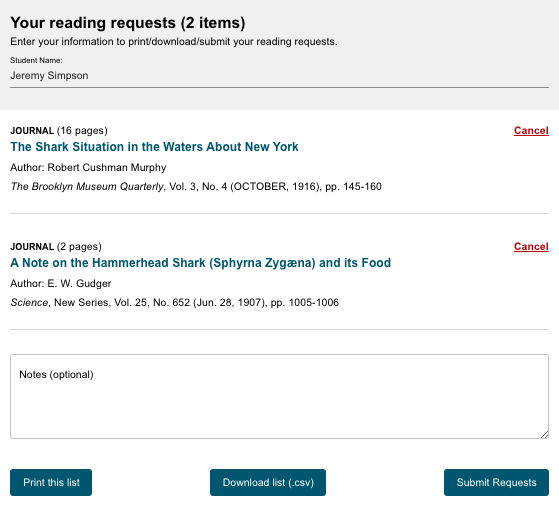 Your reading requests (2 items)
Enter your information to print/download/submit your reading requests.
Student Name:
Jeremy Simpson
JOURNAL (16 pages)
Cancel
The Shark Situation in the Waters About New York
Author: Robert Cushman Murphy
The Brooklyn Museum Quarterly, Vol. 3, No. 4 (OCTOBER, 1916), pp. 145-160
JOURNAL (2 pages)
Cancel
A Note on the Hammerhead Shark (Sphyrna Zygæna) and its Food
Author: E. W. Gudger
Science, New Series, Vol. 25, No. 652 (Jun. 28, 1907), pp. 1005-1006
Notes (optional)
Print this list
Download list (.csv)
Submit Requests